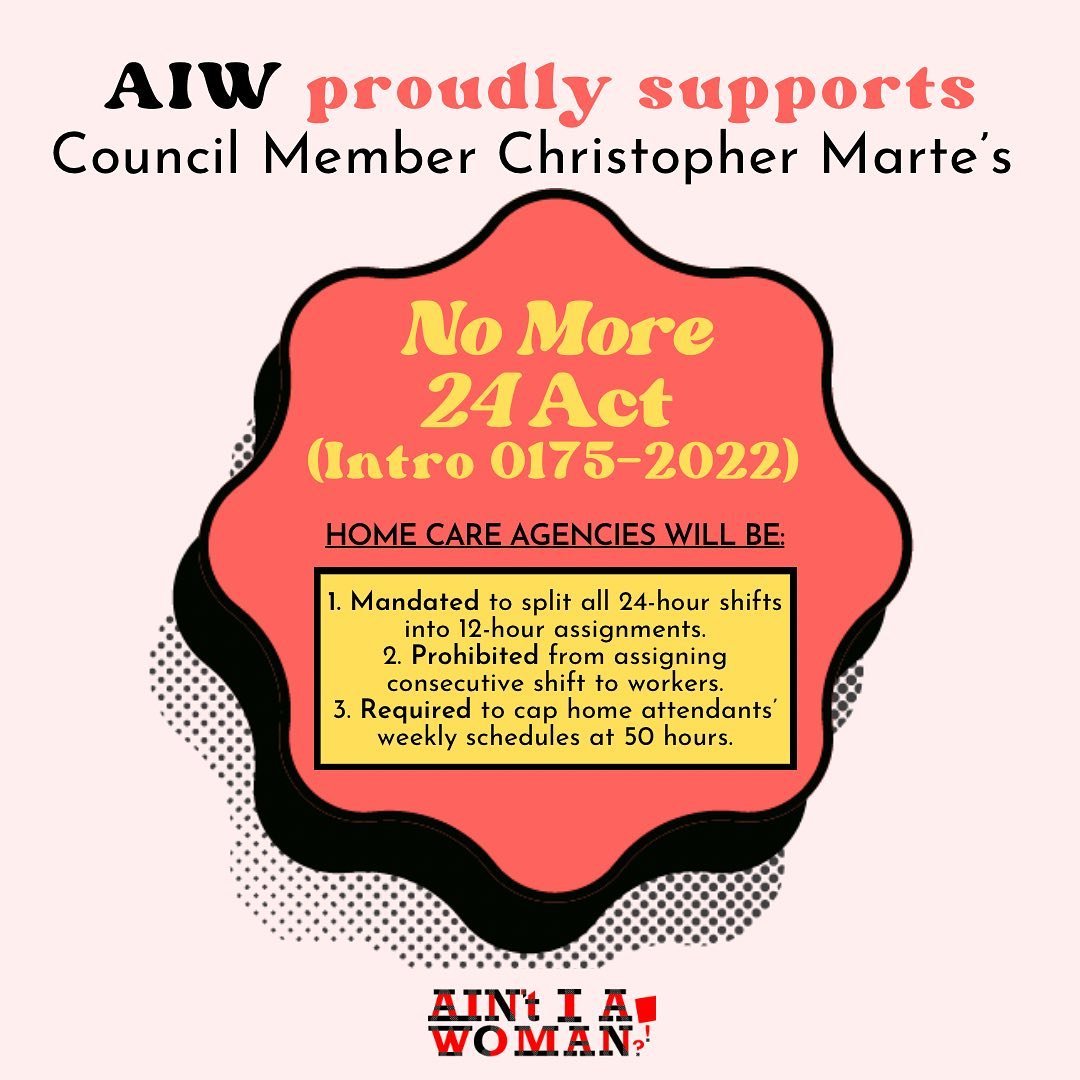 AIW proudly supports
Council Member Christopher Marte's
No More
24 Act
(Intro 0175-2022)
HOME CARE AGENCIES WILL BE:
1. Mandated to split all 24-hour shifts
into 12-hour assignments.
2. Prohibited from assigning
consecutive shift to workers.
3. Required to cap home attendants'
weekly schedules at 50 hours.
AIN't I A
WOMAN?!